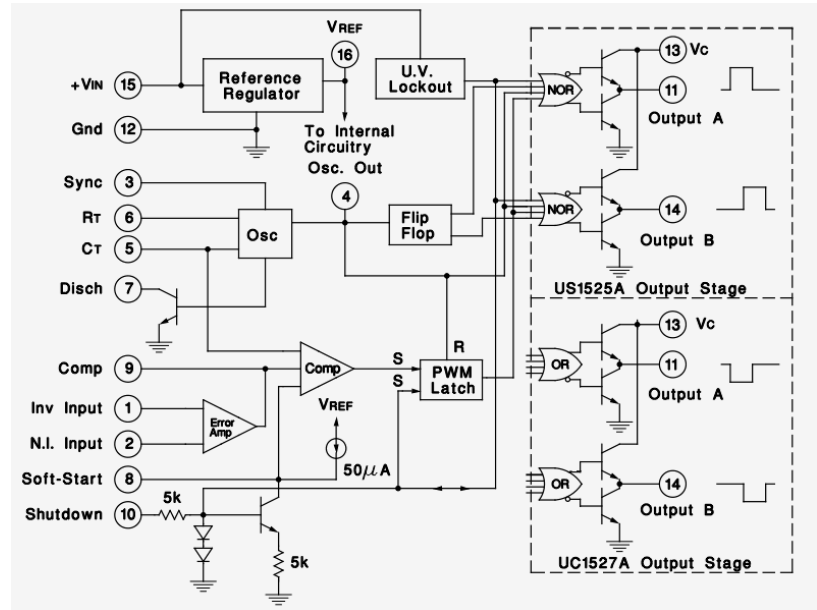 VREF
16
+VIN 15
Reference
Regulator
U.V.
Lockout
Gnd 12
To Internal
Circuitry
Osc. Out
4
Sync 3
RT 6
CT 5
Osc
Flip
Flop
Disch 7
R
Comp 9
Comp
S
S
PWM
Latch
Inv Input 1
Error
Amp
N.I. Input 2
VREF
50µA
Soft-Start 8
Shutdown 10
5k
5k
NOR
13 Vc
11
Output A
NOR
14
Output B
US1525A Output Stage
13 Vc
OR
11
Output A
OR
14
Output B
UC1527A Output Stage